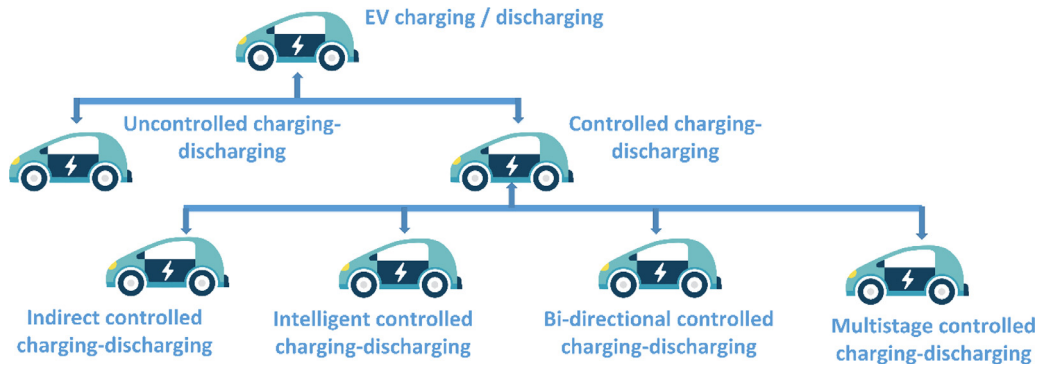 EV charging / discharging
Uncontrolled charging-
discharging
Controlled charging-
discharging
Indirect controlled
charging-discharging
Intelligent controlled
charging-discharging
Bi-directional controlled
charging-discharging
Multistage controlled
charging-discharging